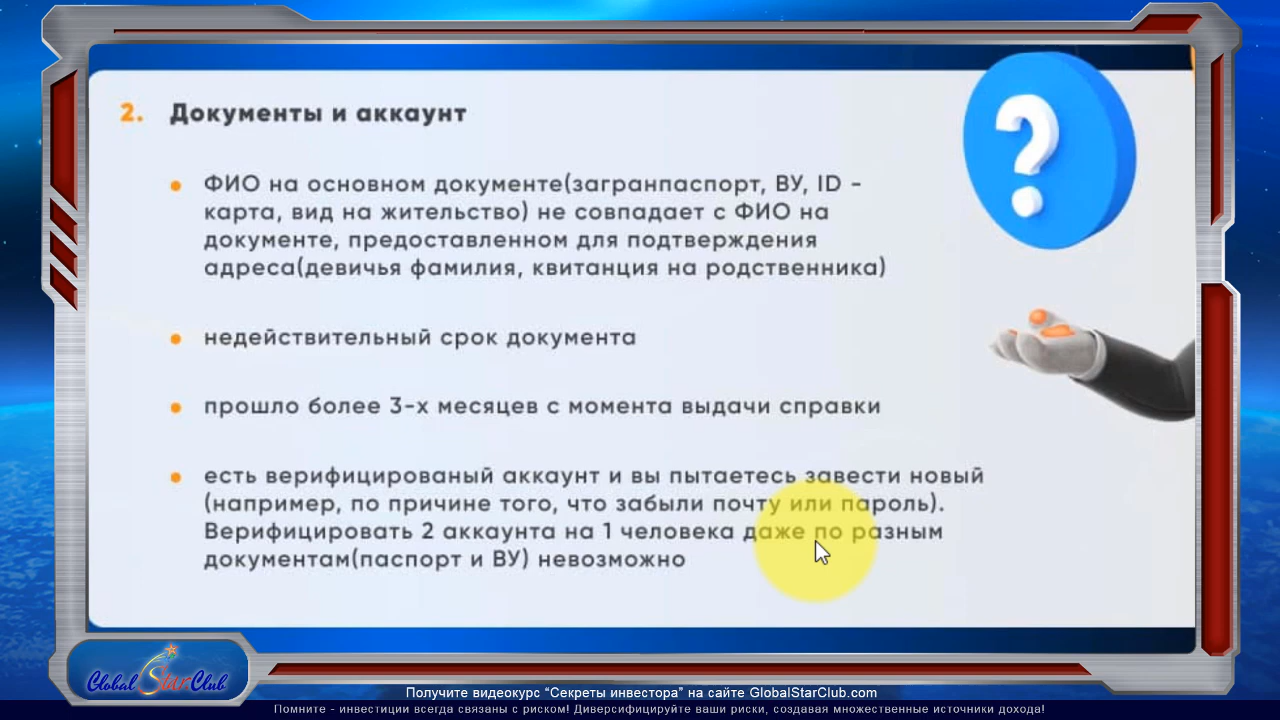 2. Документы и аккаунт
• ФИО на основном документе(загранпаспорт, ВУ, ID -
карта, вид на жительство) не совпадает с ФИО на
документе, предоставленном для подтверждения
адреса(девичья фамилия, квитанция на родственника)
• недействительный срок документа
• прошло более 3-х месяцев с момента выдачи справки
• есть верифицированый аккаунт и вы пытаетесь завести новый
(например, по причине того, что забыли почту или пароль).
Верифицировать 2 аккаунта на 1 человека даже по разным
документам(паспорт и ВУ) невозможно
?
Global Star Club
Получите видеокурс “Секреты инвестора” на сайте GlobalStarClub.com
Помните - инвестиции всегда связаны с риском! Диверсифицируйте ваши риски, создавая множественные источники дохода!